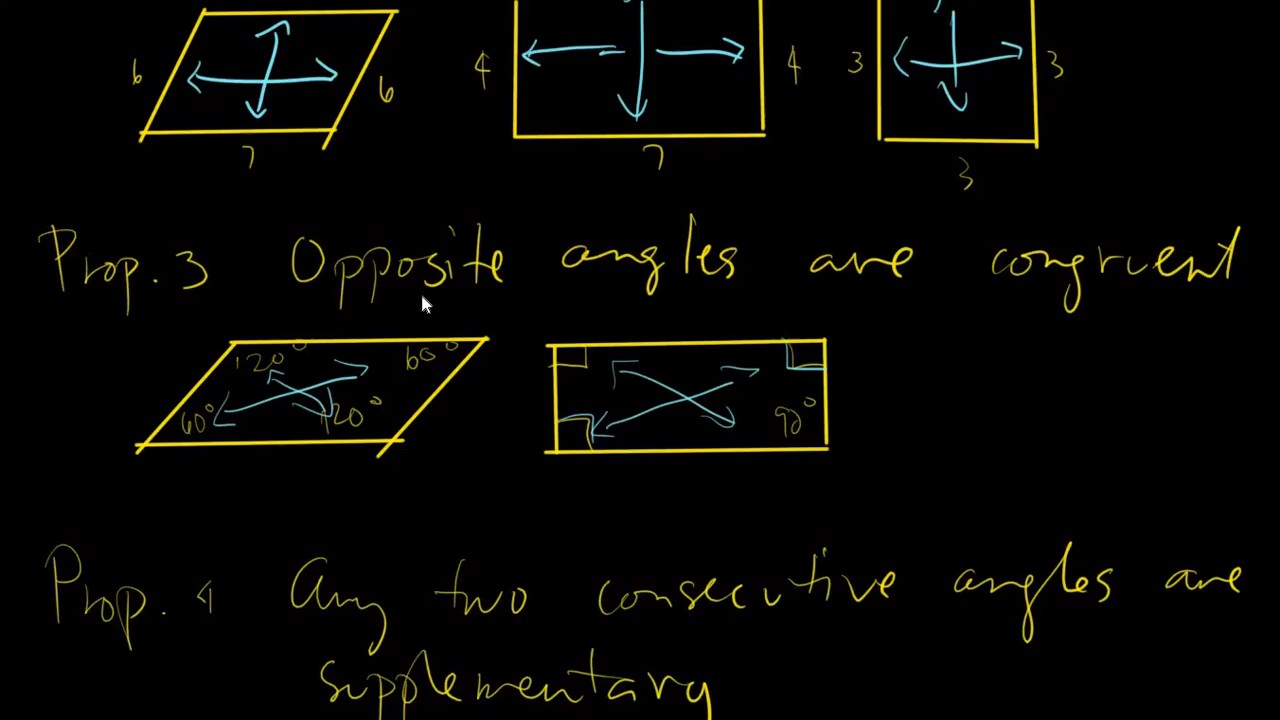 6 6 4 4 3 3
7 7 3
Prop. 3 Opposite angles are congruent
120° 60°
60° 120° 90°
Prop. 4 Any two consecutive angles are
supplementary